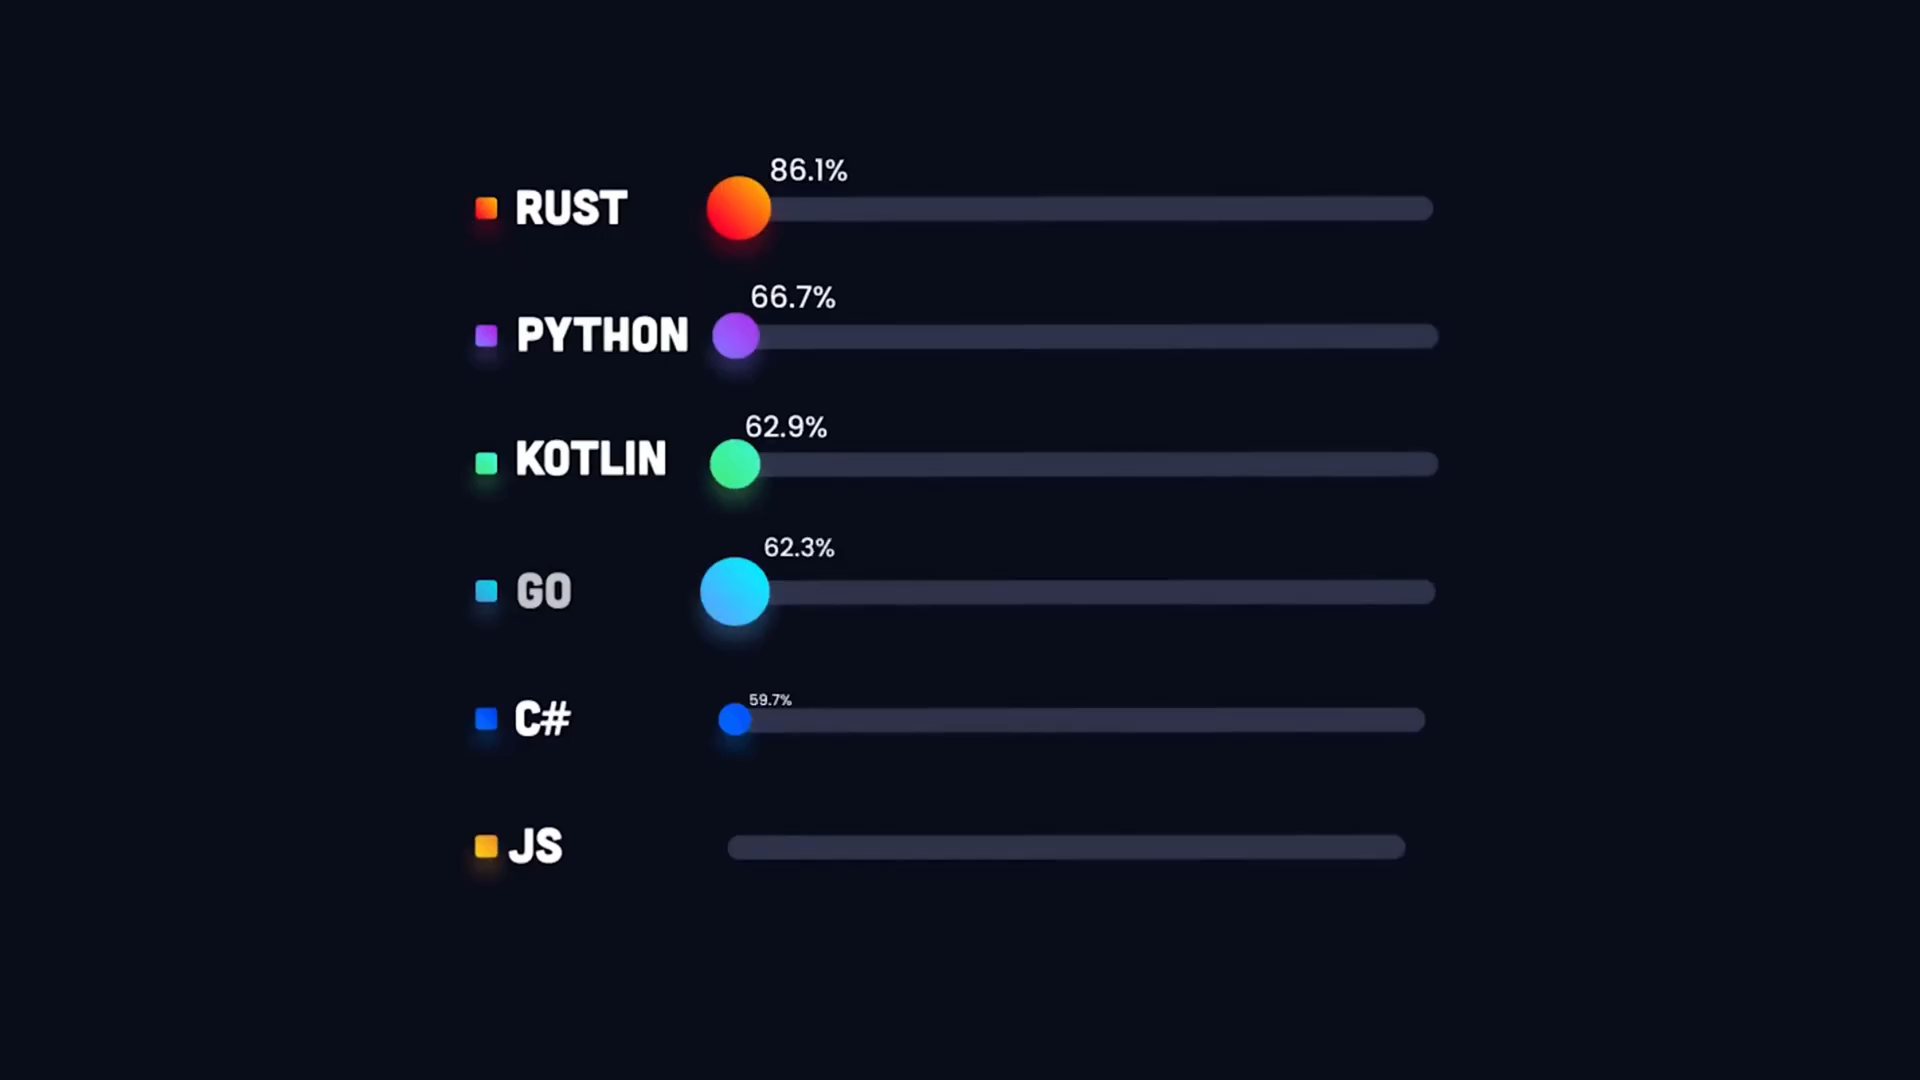 86.1%
RUST
66.7%
PYTHON
62.9%
KOTLIN
62.3%
GO
59.7%
C#
JS